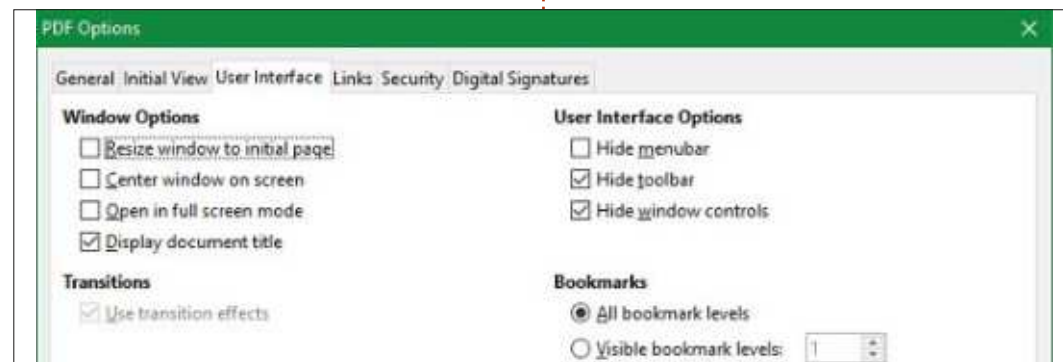 PDF Options
General Initial View User Interface Links Security Digital Signatures
Window Options
Resize window to initial page
Center window on screen
Open in full screen mode
Display document title
User Interface Options
Hide menubar
Hide toolbar
Hide window controls
Transitions
Use transition effects
Bookmarks
All bookmark levels
Visible bookmark levels: 1